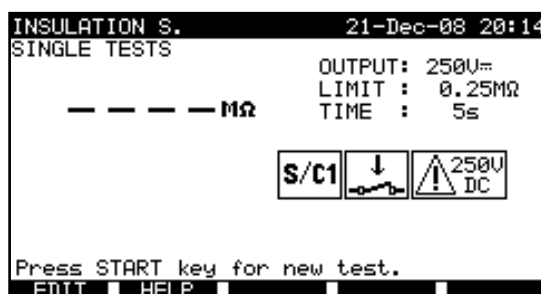 INSULATION S. 21-Dec-08 20:14
SINGLE TESTS
OUTPUT: 250V⎓
LIMIT : 0.25MΩ
– – – – MΩ
TIME : 5s
S/C1
250V
DC
Press START key for new test.
EDIT HELP